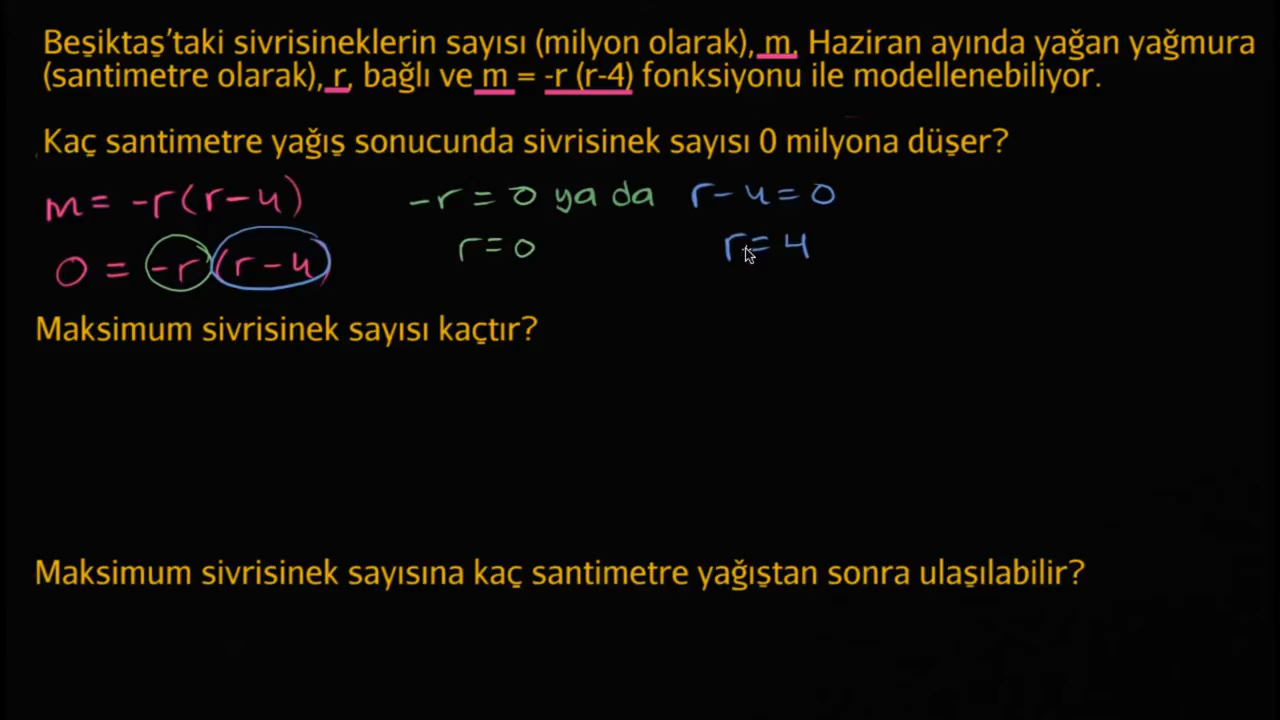 Beşiktaş'taki sivrisineklerin sayısı (milyon olarak), m, Haziran ayında yağan yağmura
(santimetre olarak), r, bağlı ve m = -r (r-4) fonksiyonu ile modellenebiliyor.
Kaç santimetre yağış sonucunda sivrisinek sayısı 0 milyona düşer?
m = -r (r-4) -r = 0 ya da r-4 = 0
0 = -r (r-4) r = 0 r = 4
Maksimum sivrisinek sayısı kaçtır?
Maksimum sivrisinek sayısına kaç santimetre yağıştan sonra ulaşılabilir?